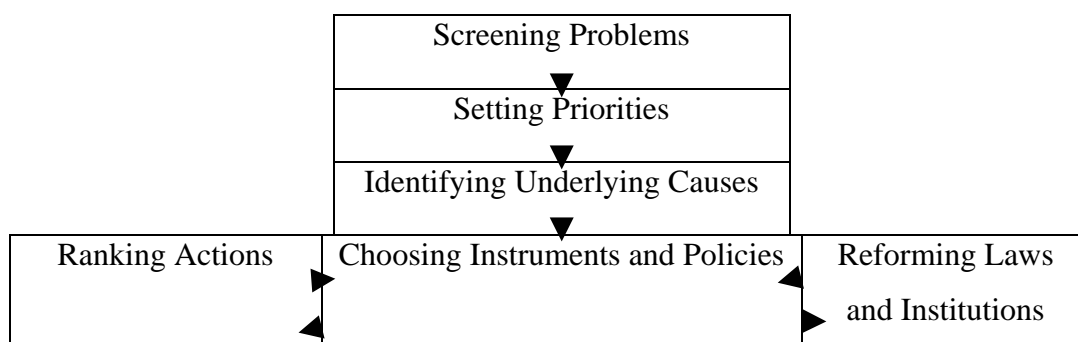 Screening Problems
Setting Priorities
Identifying Underlying Causes
Ranking Actions
Choosing Instruments and Policies
Reforming Laws
and Institutions